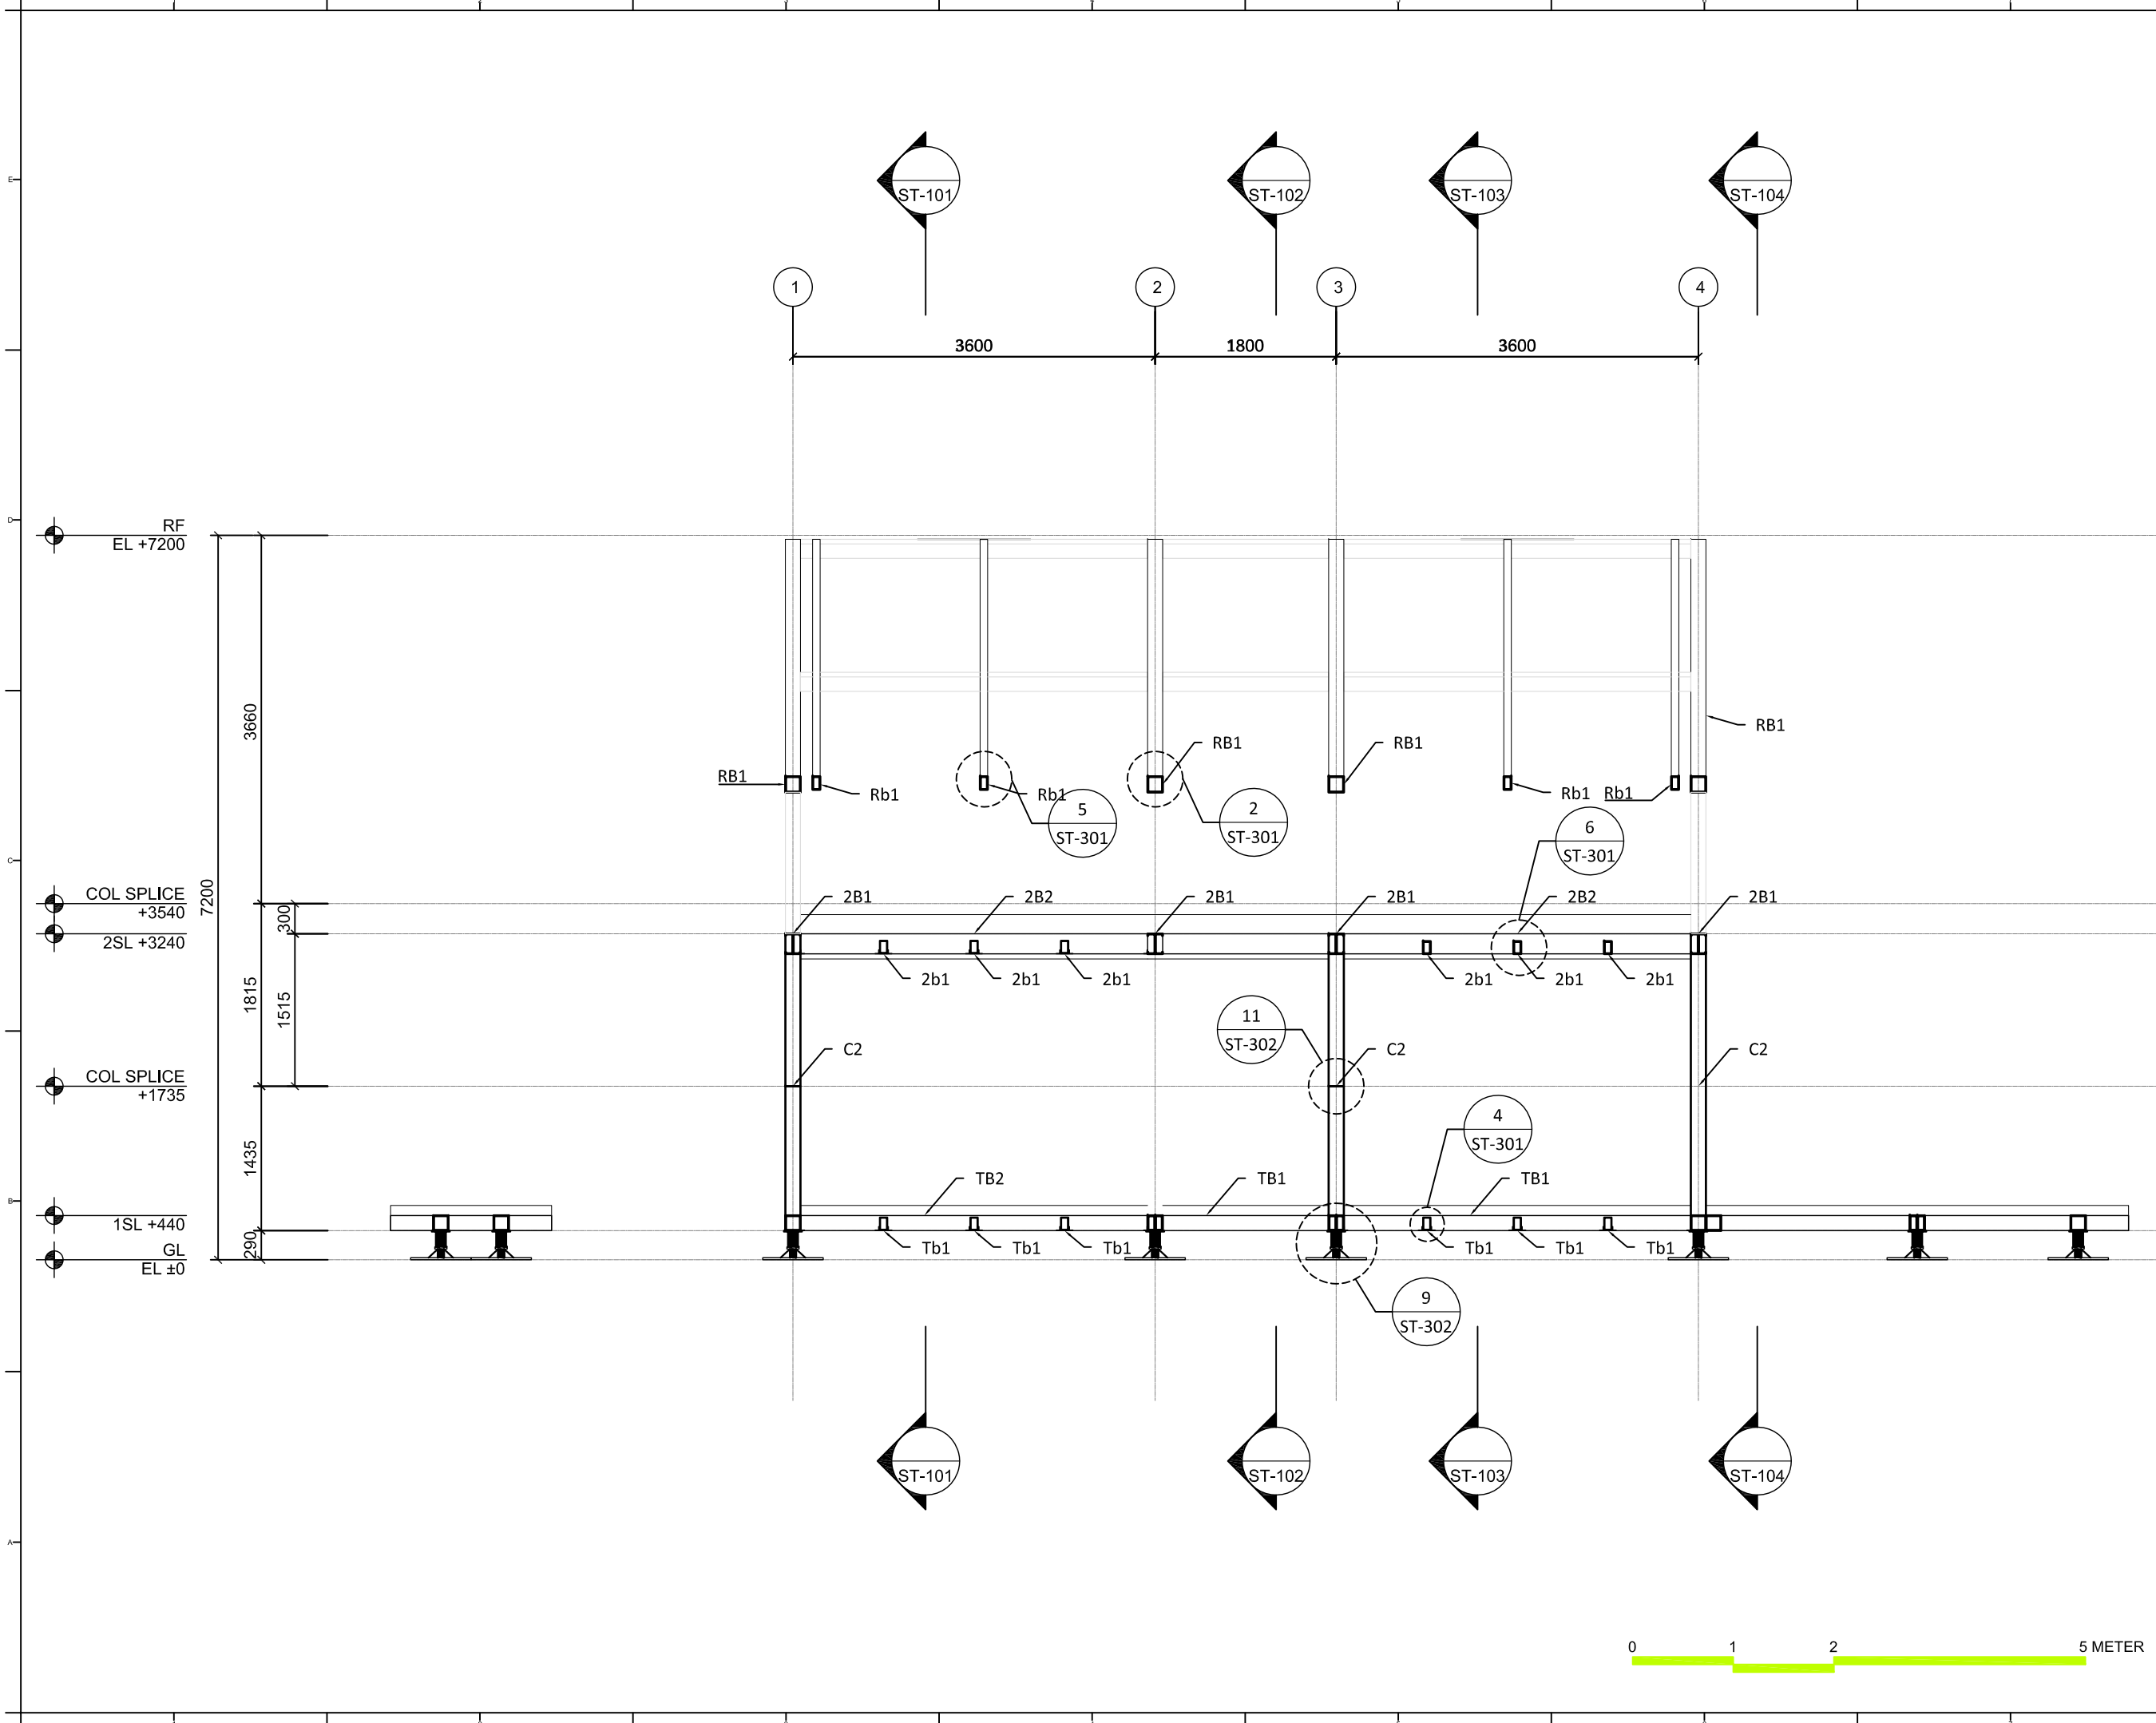 ST-101
ST-102
ST-103
ST-104
1
2
3
4
3600
1800
3600
RF
EL +7200
3660
RB1
RB1
RB1
RB1
Rb1
Rb1
Rb1
Rb1
5
ST-301
2
ST-301
6
ST-301
COL SPLICE
+3540
7200
300
2SL +3240
2B1
2B2
2B1
2B1
2B2
2B1
2b1
2b1
2b1
2b1
2b1
2b1
1815
1515
11
ST-302
C2
C2
C2
COL SPLICE
+1735
4
ST-301
1435
TB2
TB1
TB1
1SL +440
290
GL
EL ±0
Tb1
Tb1
Tb1
Tb1
Tb1
Tb1
9
ST-302
ST-101
ST-102
ST-103
ST-104
0
1
2
5 METER
E
D
C
B
A